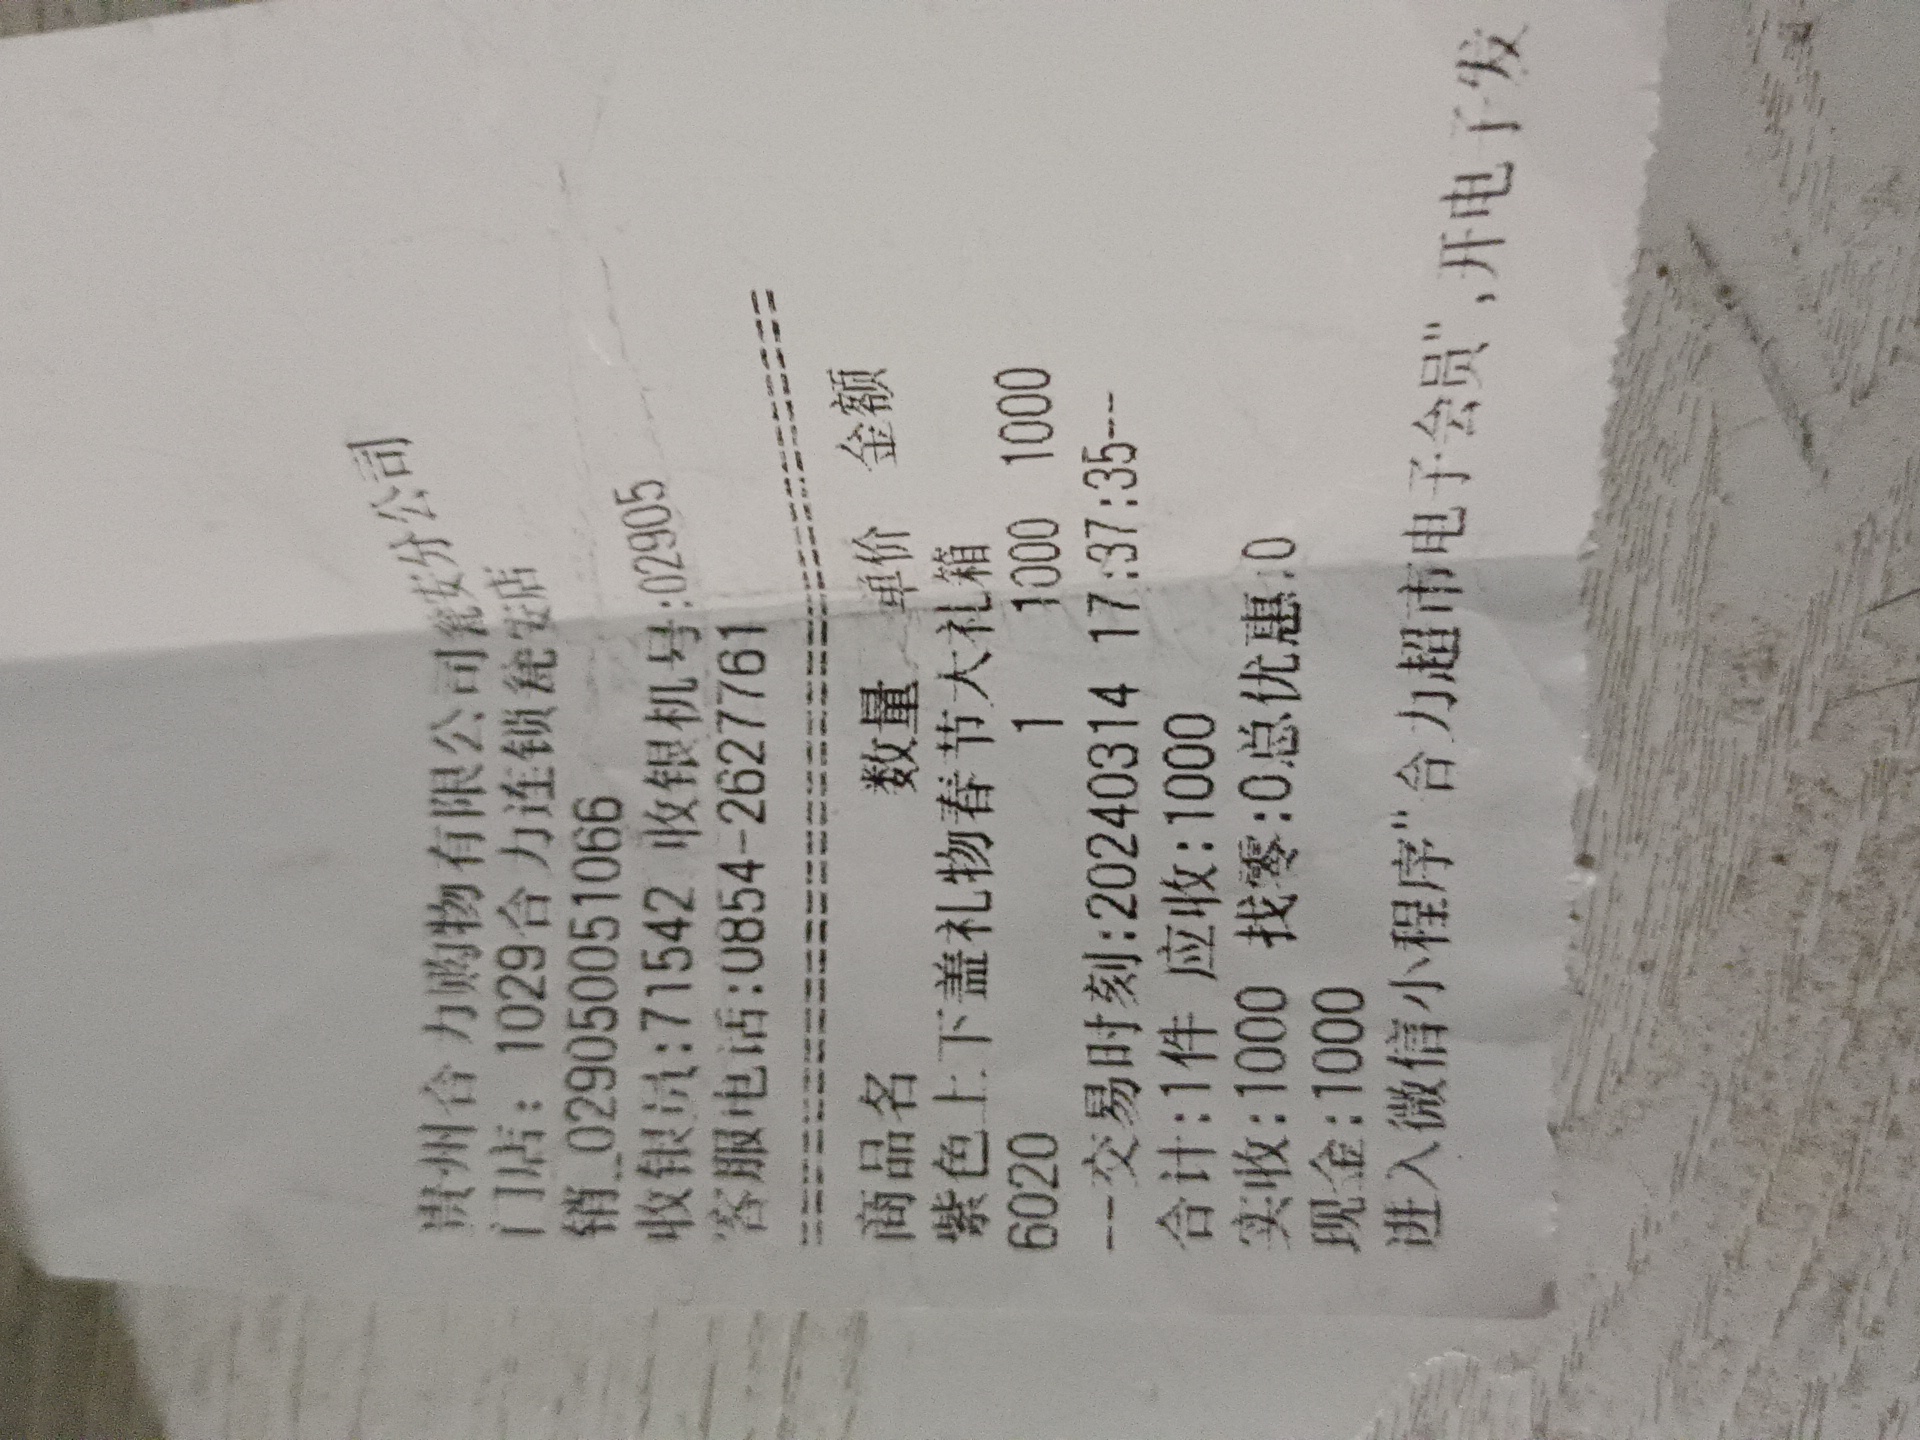 贵州合力购物有限公司瓮安分公司
门店: 1029合力连锁瓮安店
销_029050051066
收银员:71542 收银机号:02905
客服电话:0854-2627761
======================================
商品名 数量 单价 金额
紫色上下盖礼物春节大礼箱
6020 1 1000 1000
--交易时刻:20240314 17:37:35--
合计:1件 应收:1000
实收:1000 找零:0总优惠:0
现金:1000
进入微信小程序"合力超市电子会员",开电子发